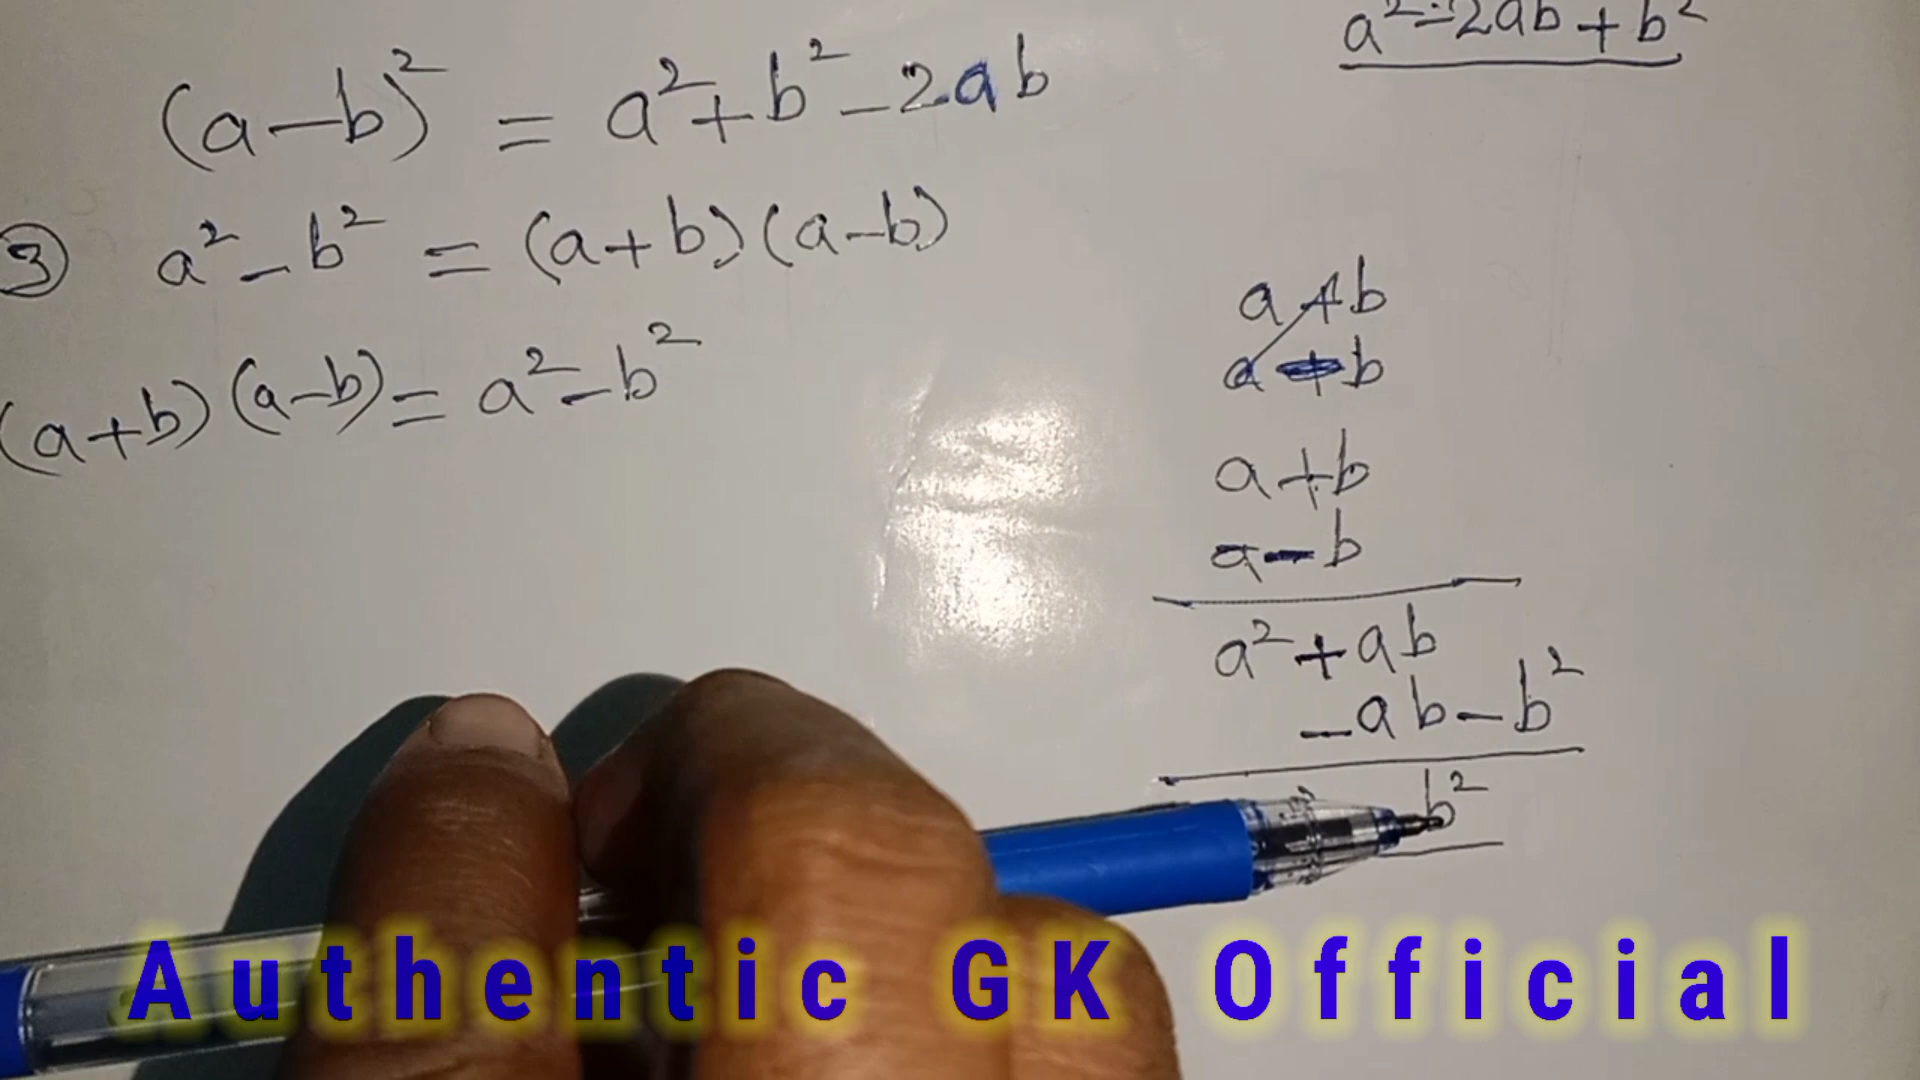 (a-b)² = a²+b²-2ab
③ a²-b² = (a+b)(a-b)
(a+b)(a-b) = a²-b²
a²-2ab+b²
a+b
a+b
a+b
a-b
a²+ab
-ab-b²
b²
Authentic GK Official